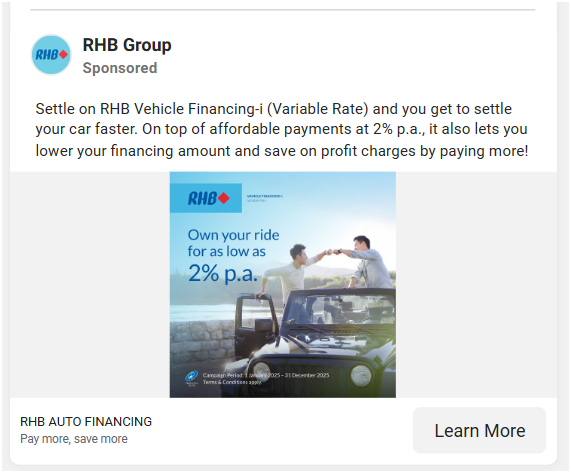 RHB
RHB Group
Sponsored
Settle on RHB Vehicle Financing-i (Variable Rate) and you get to settle
your car faster. On top of affordable payments at 2% p.a., it also lets you
lower your financing amount and save on profit charges by paying more!
RHB
VEHICLE FINANCING-i
Own your ride
for as low as
2% p.a.
Campaign Period: 1 January 2025 – 31 December 2025
Terms & Conditions apply.
RHB AUTO FINANCING
Pay more, save more
Learn More